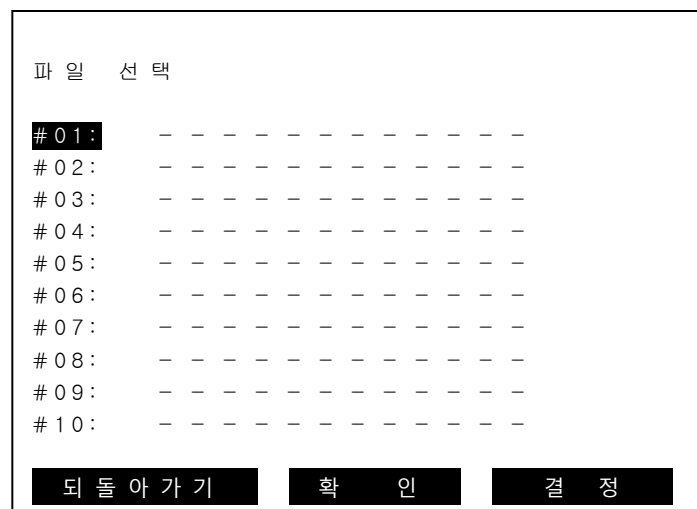 파일 선택
#01: - - - - - - - - - - - -
#02: - - - - - - - - - - - -
#03: - - - - - - - - - - - -
#04: - - - - - - - - - - - -
#05: - - - - - - - - - - - -
#06: - - - - - - - - - - - -
#07: - - - - - - - - - - - -
#08: - - - - - - - - - - - -
#09: - - - - - - - - - - - -
#10: - - - - - - - - - - - -
되돌아가기 확 인 결 정